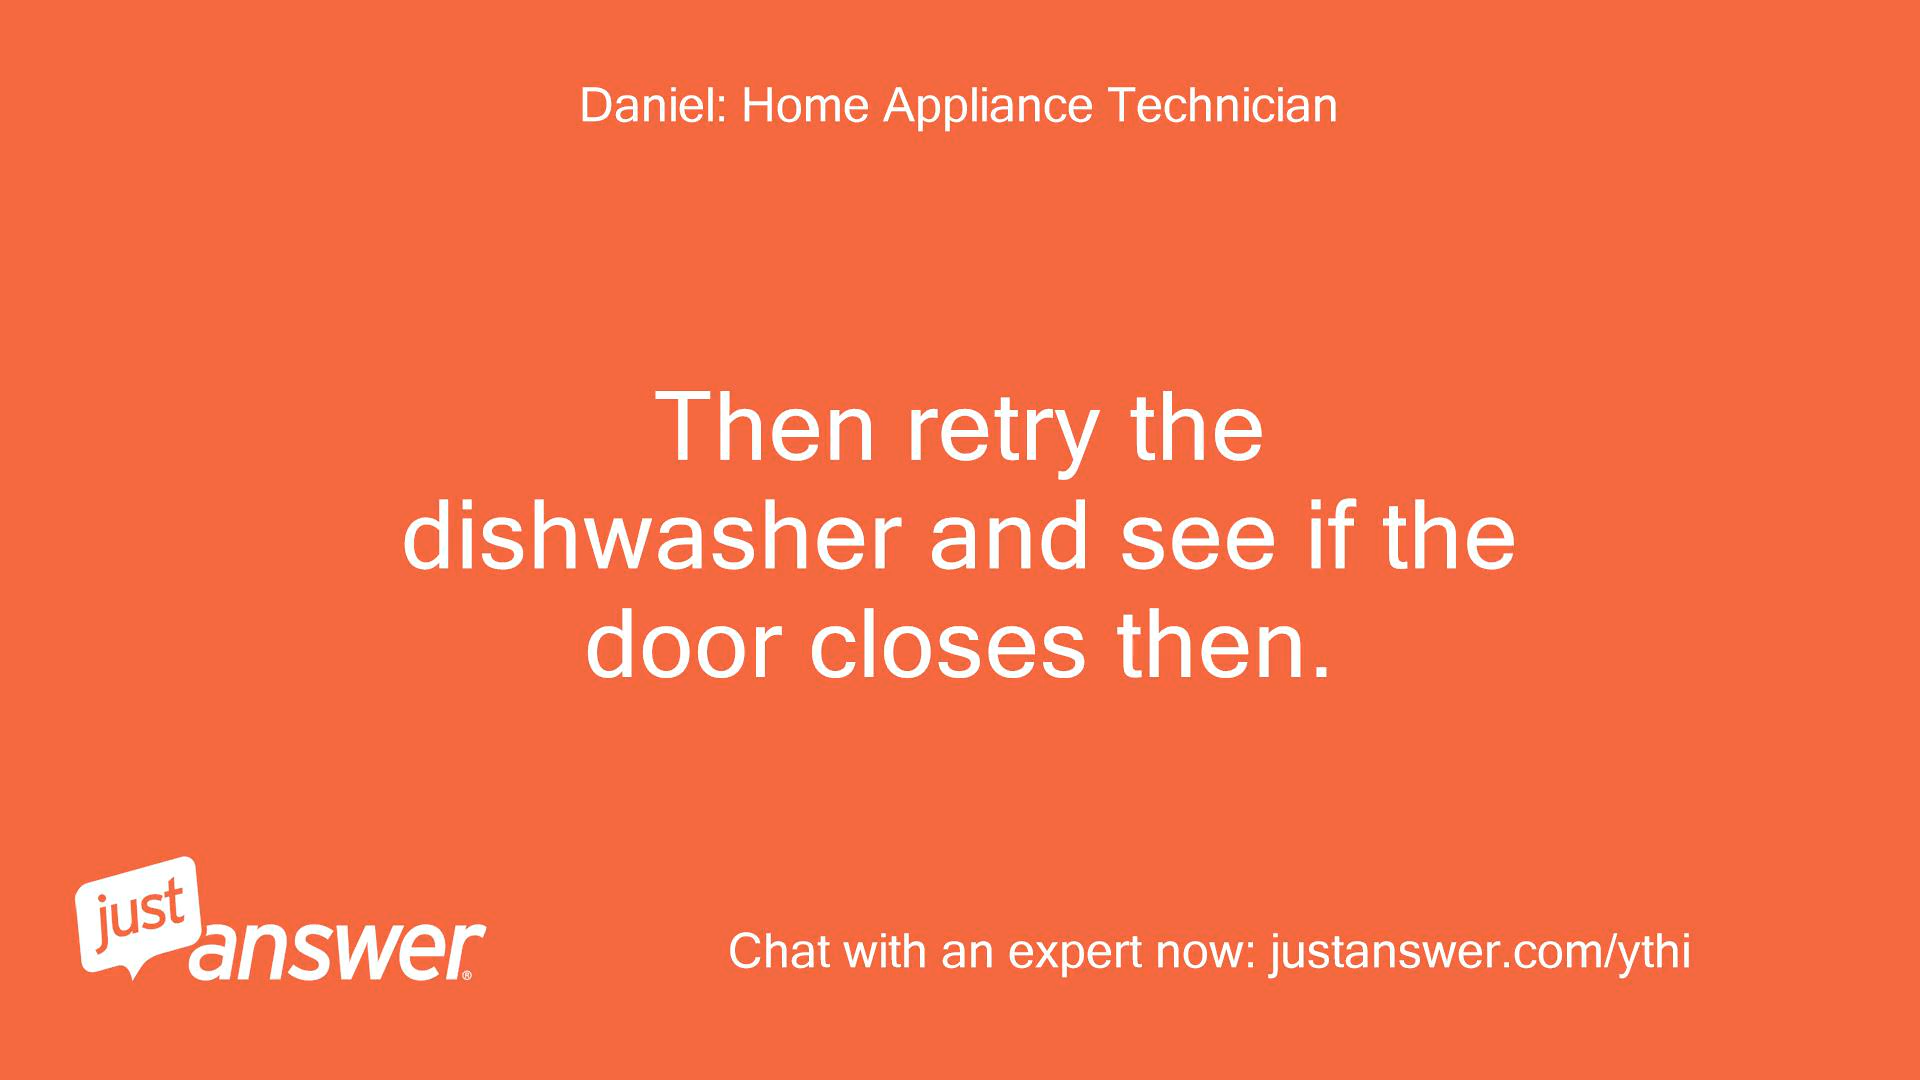 Daniel: Home Appliance Technician
Then retry the
dishwasher and see if the
door closes then.
just
answer®
Chat with an expert now: justanswer.com/ythi